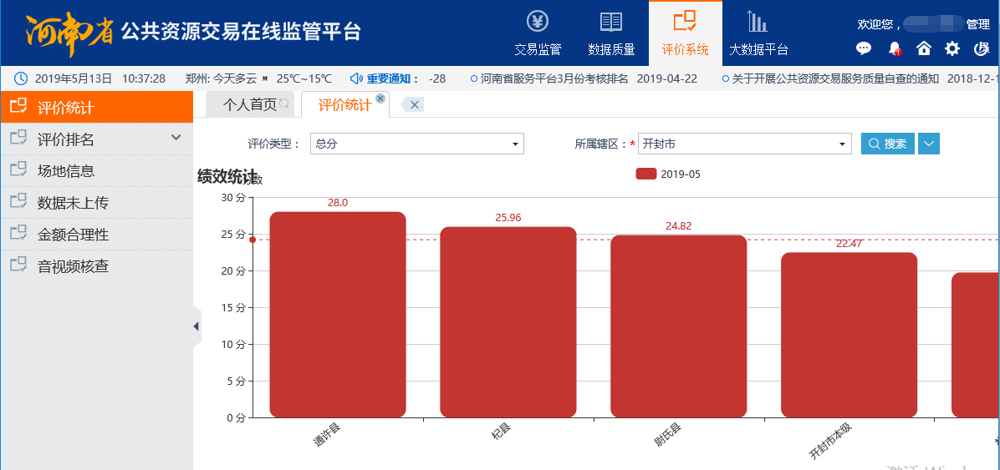 河南省 公共资源交易在线监管平台
交易监管 数据质量 评价系统 大数据平台
欢迎您， 管理
2019年5月13日 10:37:28 郑州: 今天多云 25℃~15℃ 重要通知： -28 河南省服务平台3月份考核排名 2019-04-22 关于开展公共资源交易服务质量自查的通知 2018-12-1
评价统计
评价排名
场地信息
数据未上传
金额合理性
音视频核查
个人首页 评价统计
评价类型： 总分 所属辖区：* 开封市 搜索
绩效统计
分数
2019-05
30 分
25 分
20 分
15 分
10 分
5 分
0 分
28.0
25.96
24.82
22.47
通许县
杞县
尉氏县
开封市本级